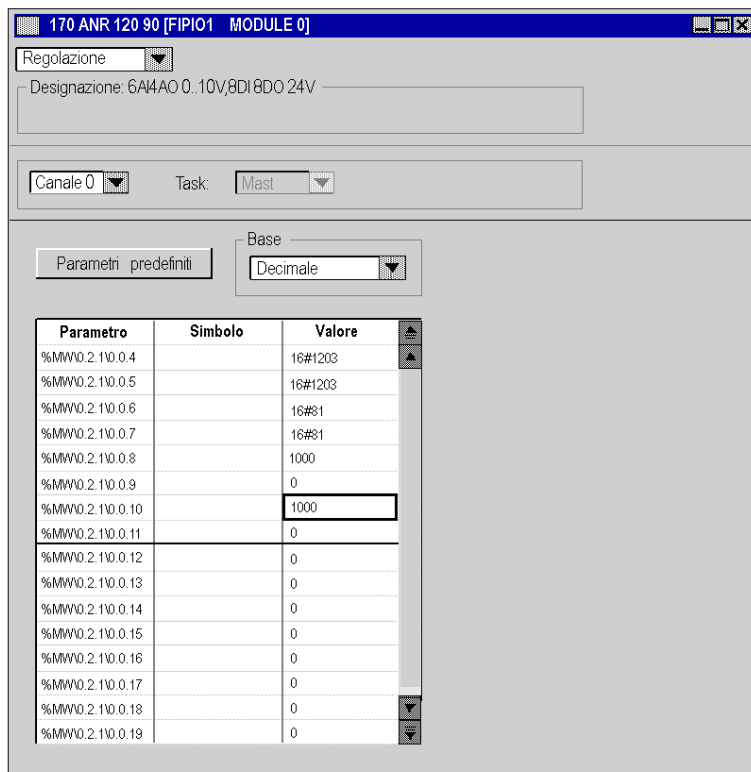 170 ANR 120 90 [FIPIO1 MODULE 0]
Regolazione
Designazione: 6AI4AO 0..10V,8DI 8DO 24V
Canale 0 Task: Mast
Base
Parametri predefiniti Decimale
Parametro Simbolo Valore
%MW\0.2.1\0.0.4 16#1203
%MW\0.2.1\0.0.5 16#1203
%MW\0.2.1\0.0.6 16#81
%MW\0.2.1\0.0.7 16#81
%MW\0.2.1\0.0.8 1000
%MW\0.2.1\0.0.9 0
%MW\0.2.1\0.0.10 1000
%MW\0.2.1\0.0.11 0
%MW\0.2.1\0.0.12 0
%MW\0.2.1\0.0.13 0
%MW\0.2.1\0.0.14 0
%MW\0.2.1\0.0.15 0
%MW\0.2.1\0.0.16 0
%MW\0.2.1\0.0.17 0
%MW\0.2.1\0.0.18 0
%MW\0.2.1\0.0.19 0